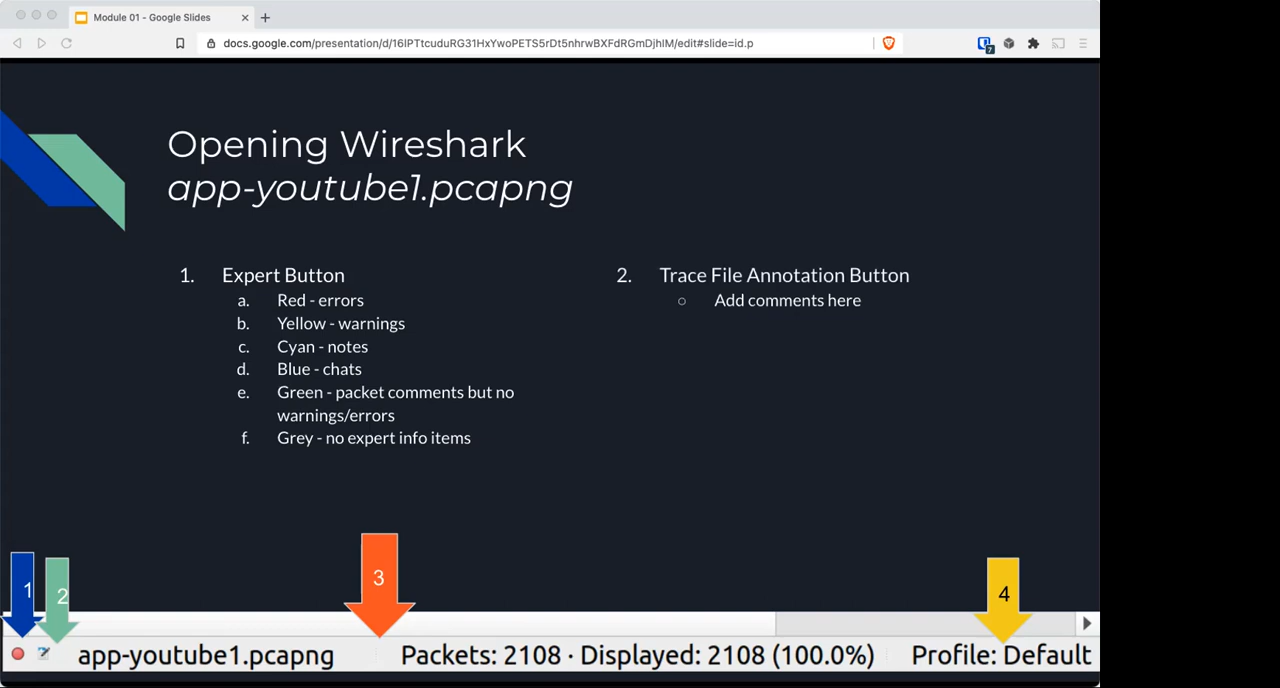 Module 01 - Google Slides
docs.google.com/presentation/d/16IPTtcuduRG31HxYwoPETS5rDt5nhrwBXFdRGmDjhIM/edit#slide=id.p
7
Opening Wireshark
app-youtube1.pcapng
1. Expert Button
a. Red - errors
b. Yellow - warnings
c. Cyan - notes
d. Blue - chats
e. Green - packet comments but no
warnings/errors
f. Grey - no expert info items
2. Trace File Annotation Button
○ Add comments here
1
2
3
4
app-youtube1.pcapng
Packets: 2108 · Displayed: 2108 (100.0%)
Profile: Default